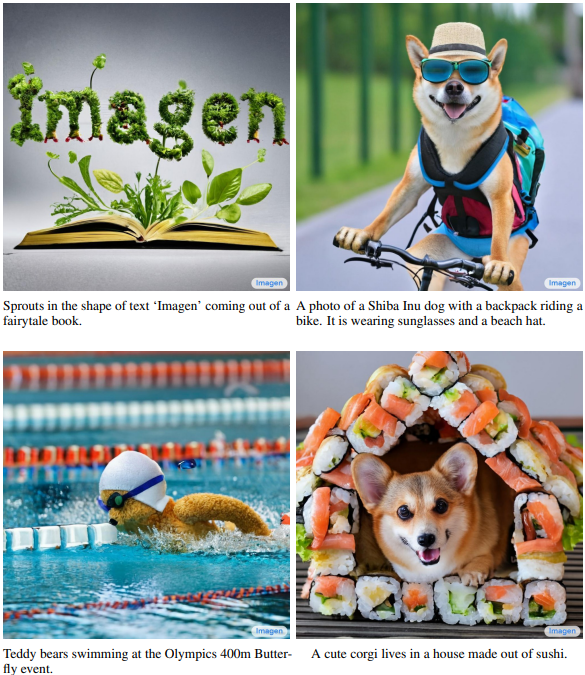 Imagen
Imagen
Imagen
Sprouts in the shape of text ‘Imagen’ coming out of a
fairytale book.
A photo of a Shiba Inu dog with a backpack riding a
bike. It is wearing sunglasses and a beach hat.
Imagen
Imagen
Teddy bears swimming at the Olympics 400m Butter-
fly event.
A cute corgi lives in a house made out of sushi.